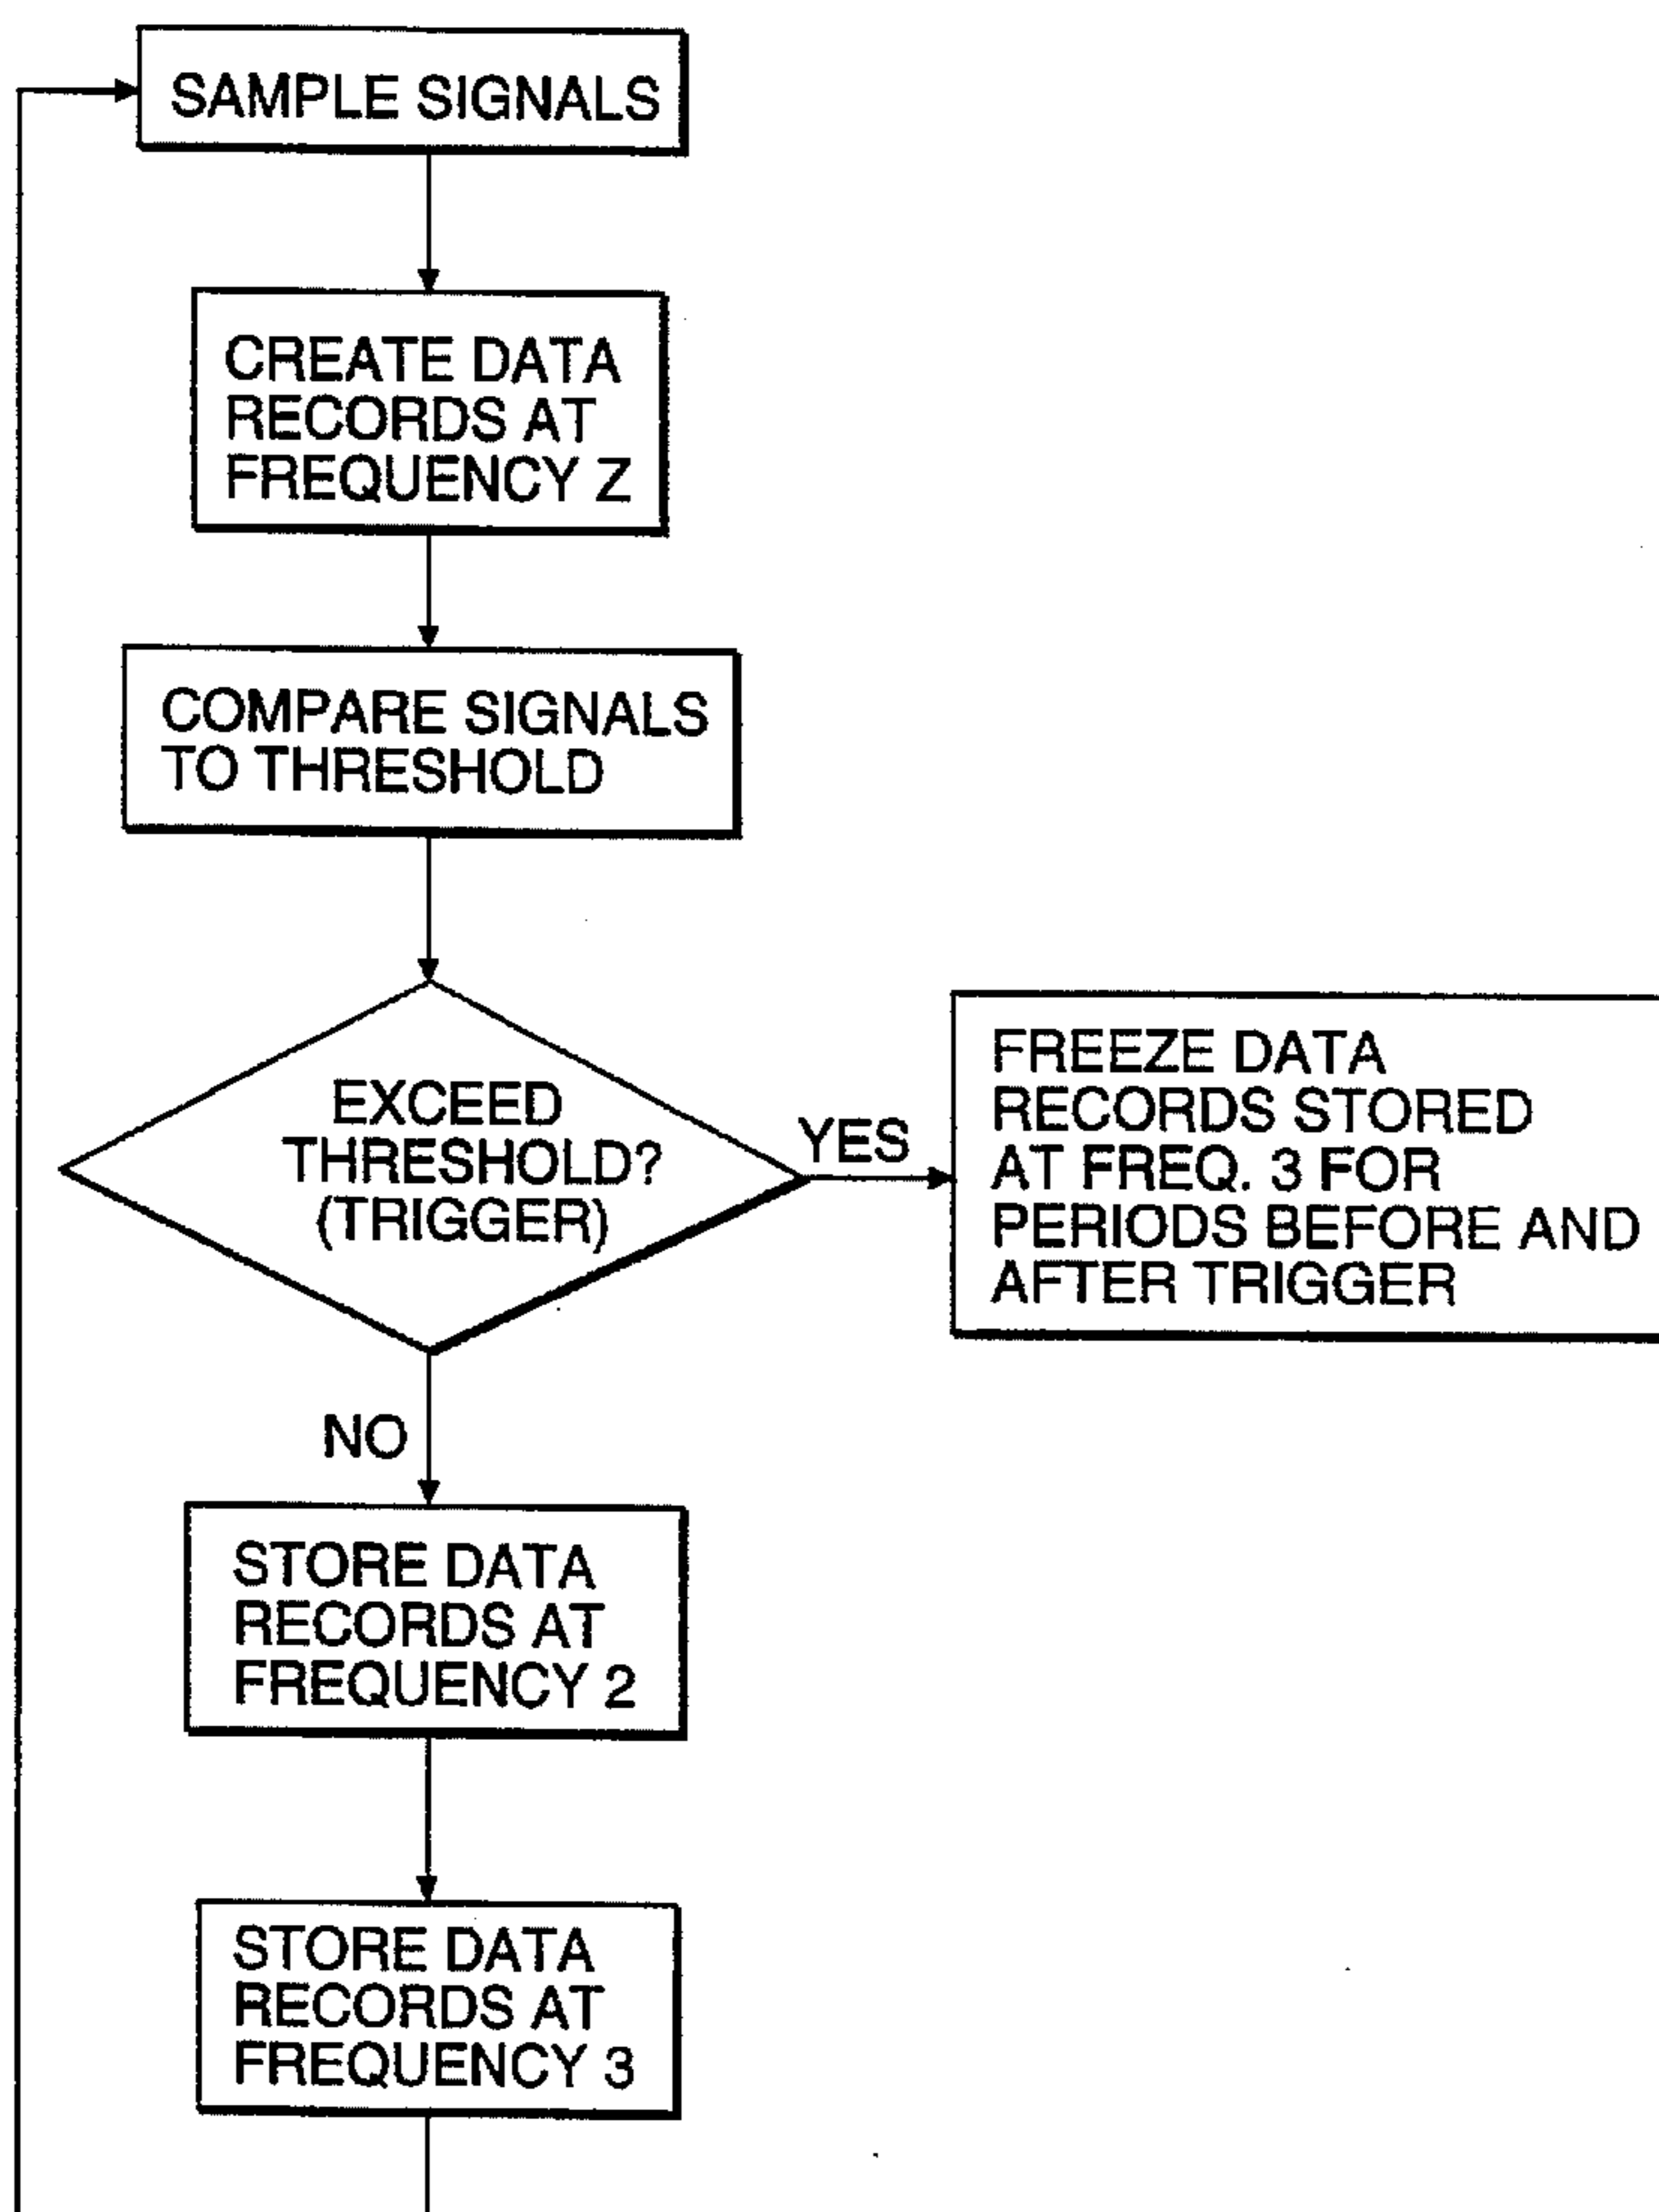 SAMPLE SIGNALS
CREATE DATA
RECORDS AT
FREQUENCY Z
COMPARE SIGNALS
TO THRESHOLD
EXCEED
THRESHOLD?
(TRIGGER)
YES
FREEZE DATA
RECORDS STORED
AT FREQ. 3 FOR
PERIODS BEFORE AND
AFTER TRIGGER
NO
STORE DATA
RECORDS AT
FREQUENCY 2
STORE DATA
RECORDS AT
FREQUENCY 3